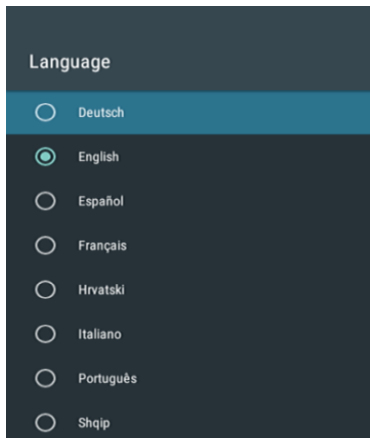 Language
Deutsch
English
Español
Français
Hrvatski
Italiano
Português
Shqip